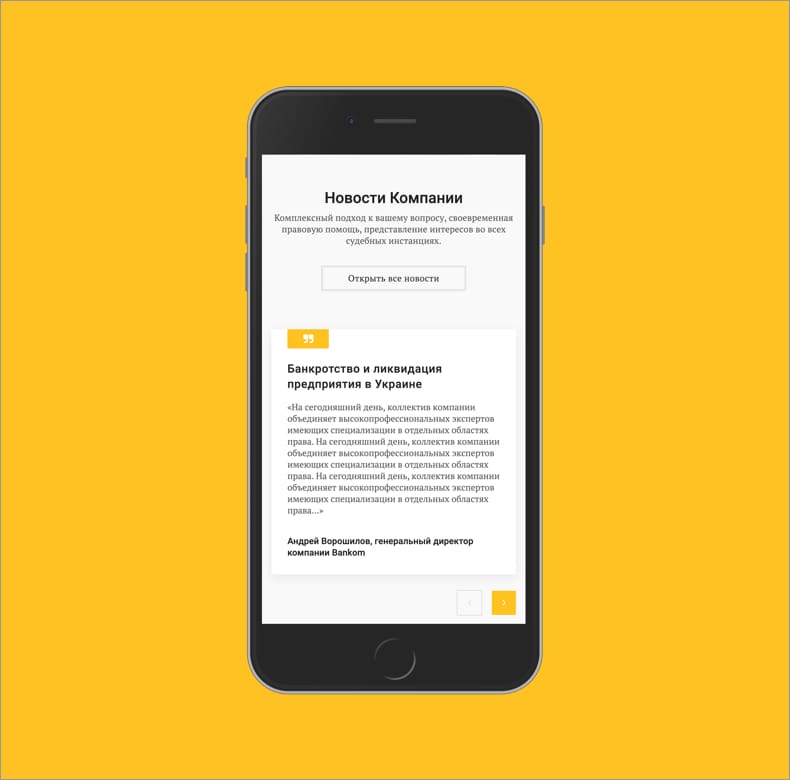 Новости Компании
Комплексный подход к вашему вопросу, своевременная
правовую помощь, представление интересов во всех
судебных инстанциях.
Открыть все новости
Банкротство и ликвидация
предприятия в Украине
«На сегодняшний день, коллектив компании
объединяет высокопрофессиональных экспертов
имеющих специализации в отдельных областях
права. На сегодняшний день, коллектив компании
объединяет высокопрофессиональных экспертов
имеющих специализации в отдельных областях
права. На сегодняшний день, коллектив компании
объединяет высокопрофессиональных экспертов
имеющих специализации в отдельных областях
права...»
Андрей Ворошилов, генеральный директор
компании Bankom